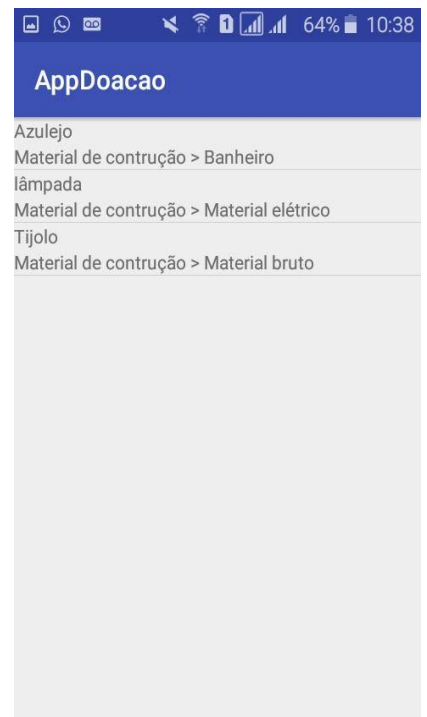 1 64% 10:38
AppDoacao
Azulejo
Material de contrução > Banheiro
lâmpada
Material de contrução > Material elétrico
Tijolo
Material de contrução > Material bruto